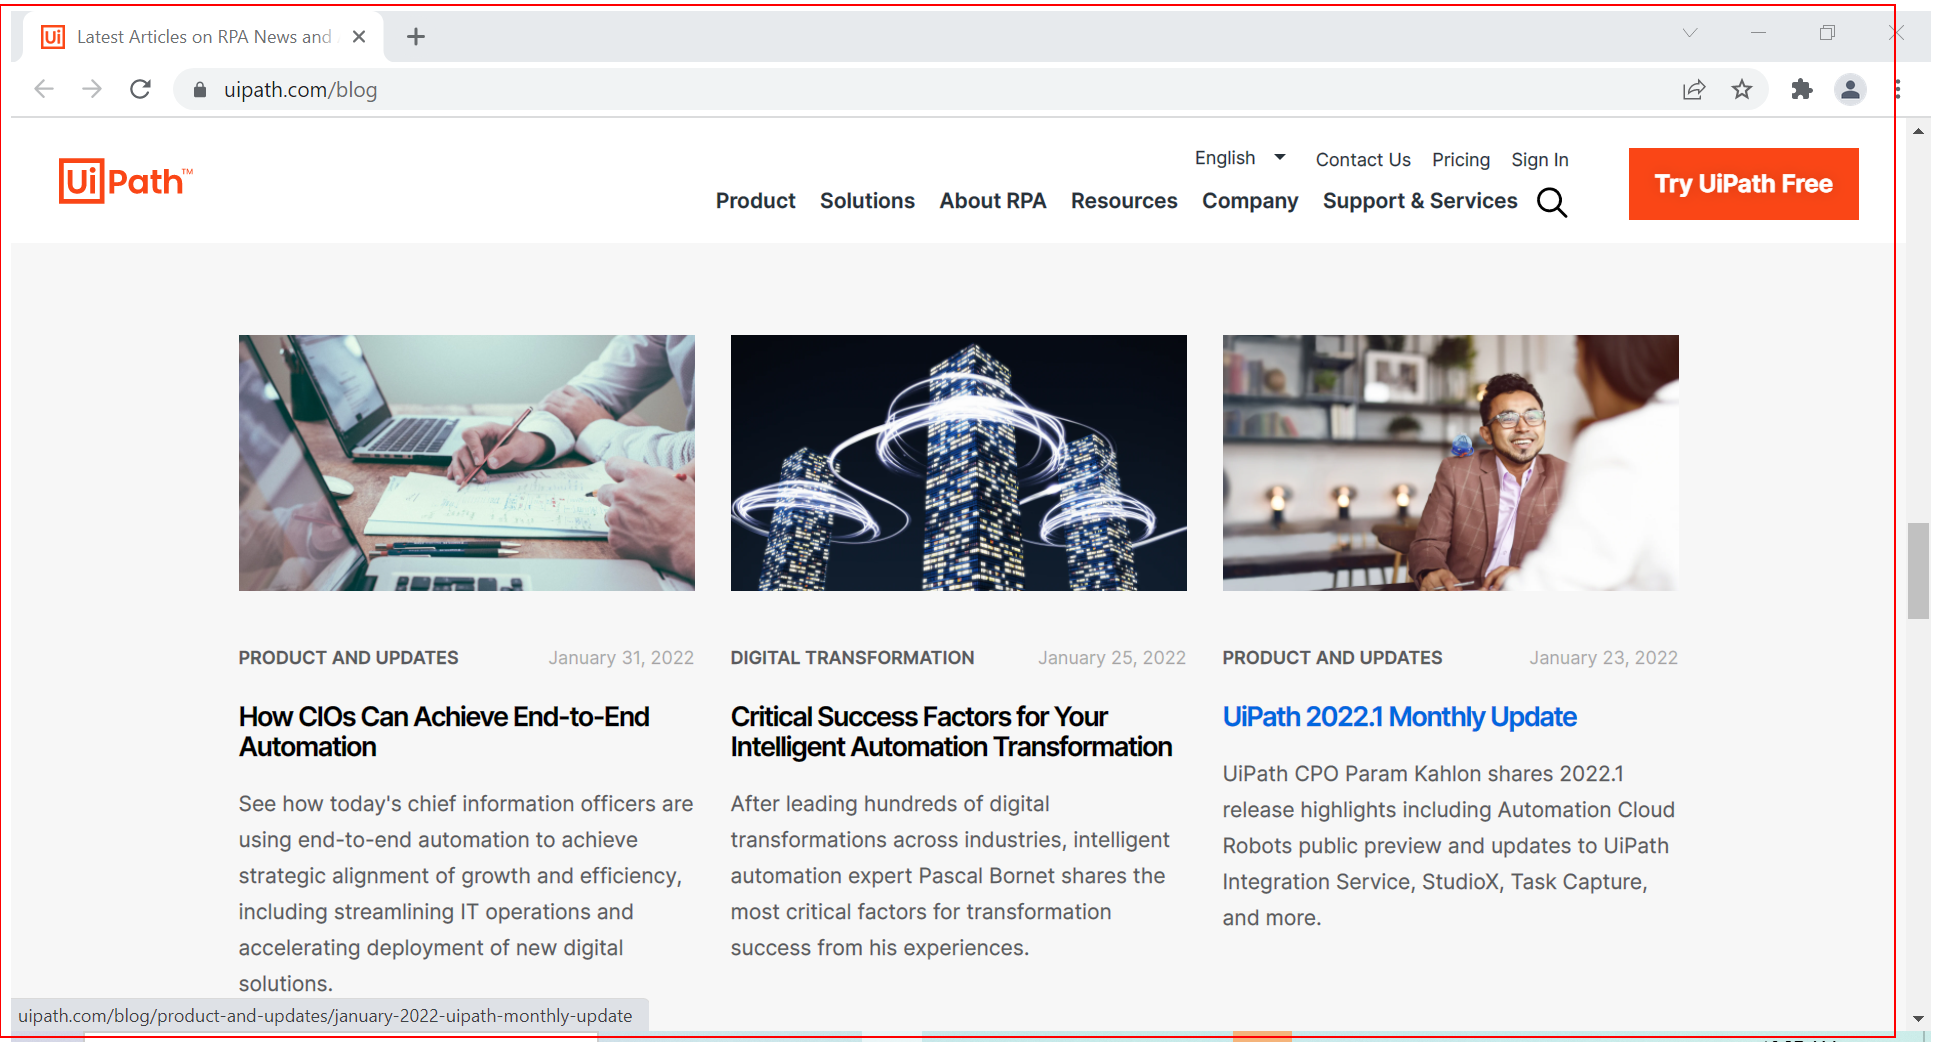 Ui Latest Articles on RPA News and
uipath.com/blog
English Contact Us Pricing Sign In
UiPath™
Product Solutions About RPA Resources Company Support & Services
Try UiPath Free
PRODUCT AND UPDATES January 31, 2022
How CIOs Can Achieve End-to-End
Automation
See how today's chief information officers are
using end-to-end automation to achieve
strategic alignment of growth and efficiency,
including streamlining IT operations and
accelerating deployment of new digital
solutions.
DIGITAL TRANSFORMATION January 25, 2022
Critical Success Factors for Your
Intelligent Automation Transformation
After leading hundreds of digital
transformations across industries, intelligent
automation expert Pascal Bornet shares the
most critical factors for transformation
success from his experiences.
PRODUCT AND UPDATES January 23, 2022
UiPath 2022.1 Monthly Update
UiPath CPO Param Kahlon shares 2022.1
release highlights including Automation Cloud
Robots public preview and updates to UiPath
Integration Service, StudioX, Task Capture,
and more.
uipath.com/blog/product-and-updates/january-2022-uipath-monthly-update